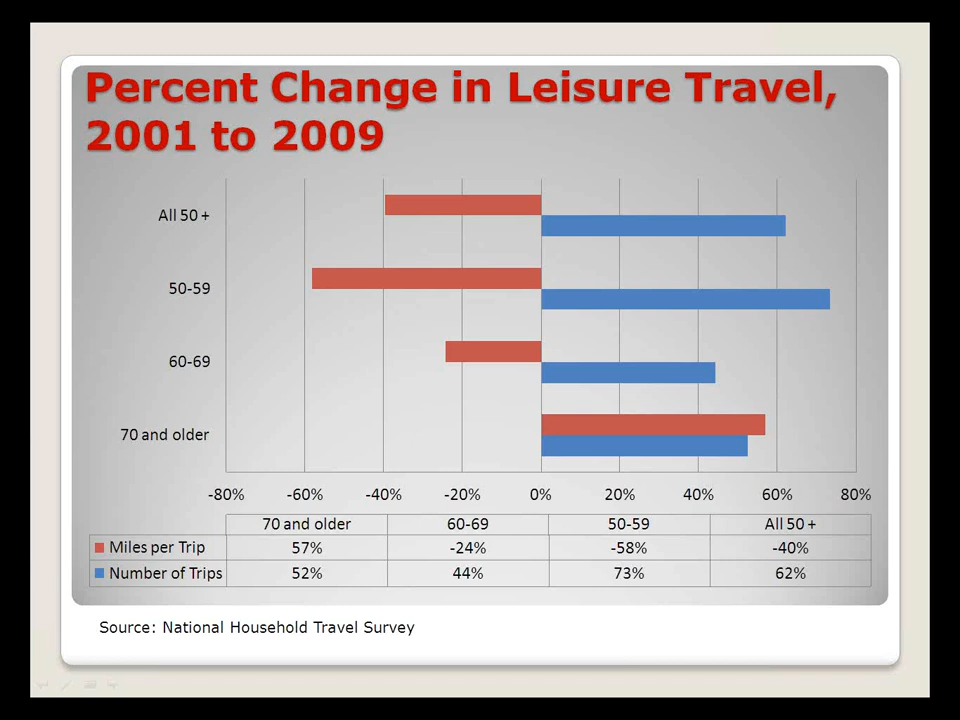 Percent Change in Leisure Travel,
2001 to 2009
All 50 +
50-59
60-69
70 and older
-80% -60% -40% -20% 0% 20% 40% 60% 80%
70 and older 60-69 50-59 All 50 +
Miles per Trip 57% -24% -58% -40%
Number of Trips 52% 44% 73% 62%
Source: National Household Travel Survey